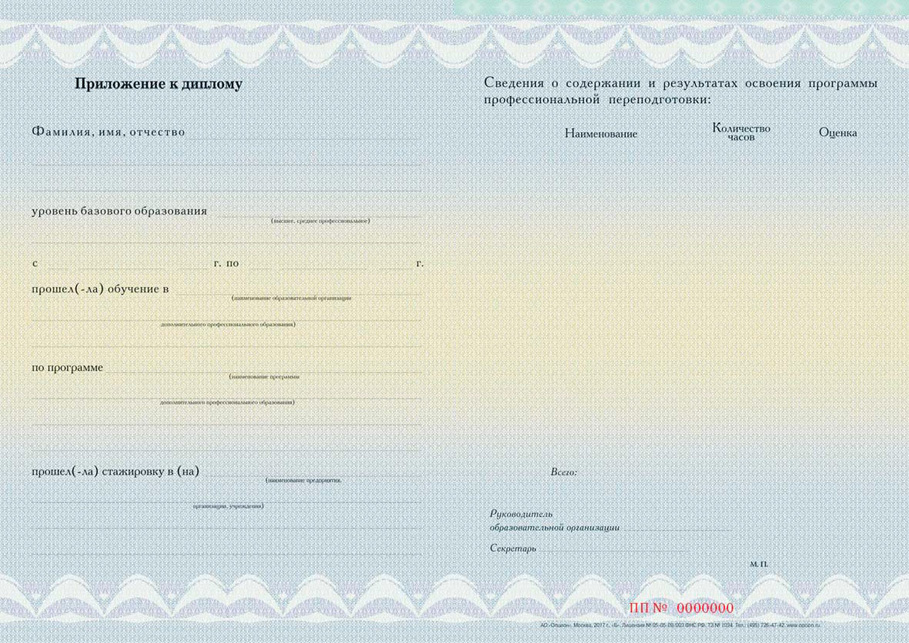 Приложение к диплому
Фамилия, имя, отчество
уровень базового образования
(высшее, среднее профессиональное)
с г. по г.
прошел(-ла) обучение в
(наименование образовательной организации
дополнительного профессионального образования)
по программе
(наименование программы
дополнительного профессионального образования)
прошел(-ла) стажировку в (на)
(наименование предприятия,
организации, учреждения)
Сведения о содержании и результатах освоения программы
профессиональной переподготовки:
Наименование Количество часов Оценка
Всего:
Руководитель
образовательной организации
Секретарь
М. П.
ПП № 0000000
АО «Опцион», Москва, 2017 г., «Б». Лицензия № 05-05-09/003 ФНС РФ. ТЗ № 1034. Тел.: (495) 726-47-42, www.opcion.ru